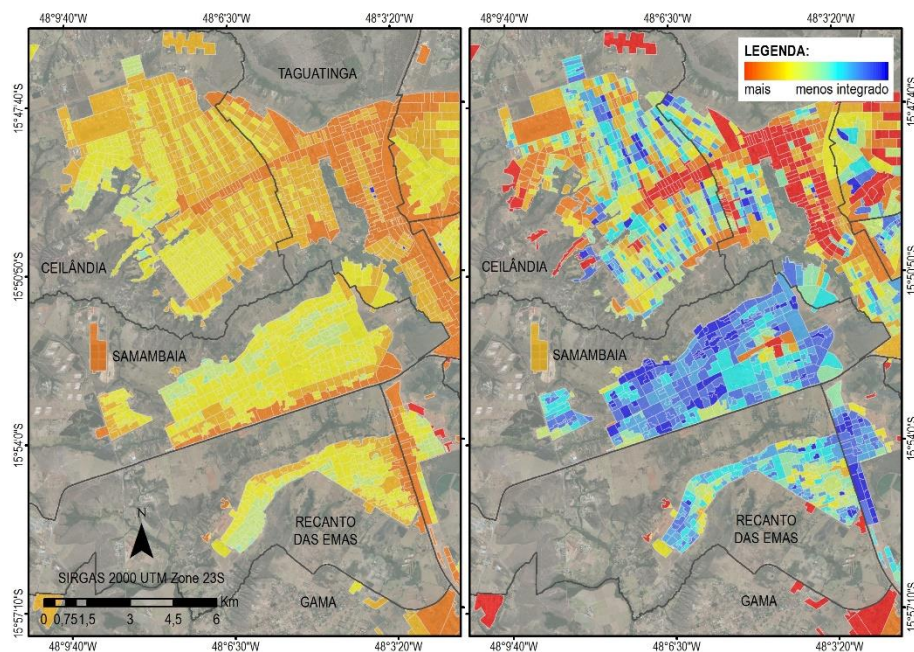 48°9'40"W 48°6'30"W 48°3'20"W
48°9'40"W 48°6'30"W 48°3'20"W
15°47'40"S
15°50'50"S
15°54'0"S
15°57'10"S
TAGUATINGA
CEILÂNDIA
SAMAMBAIA
RECANTO
DAS EMAS
GAMA
N
SIRGAS 2000 UTM Zone 23S
Km
0 0.75 1,5 3 4,5 6
48°9'40"W 48°6'30"W 48°3'20"W
LEGENDA:
mais menos integrado
CEILÂNDIA
SAMAMBAIA
RECANTO
DAS EMAS
GAMA
15°47'40"S
15°50'50"S
15°54'0"S
15°57'10"S
48°9'40"W 48°6'30"W 48°3'20"W